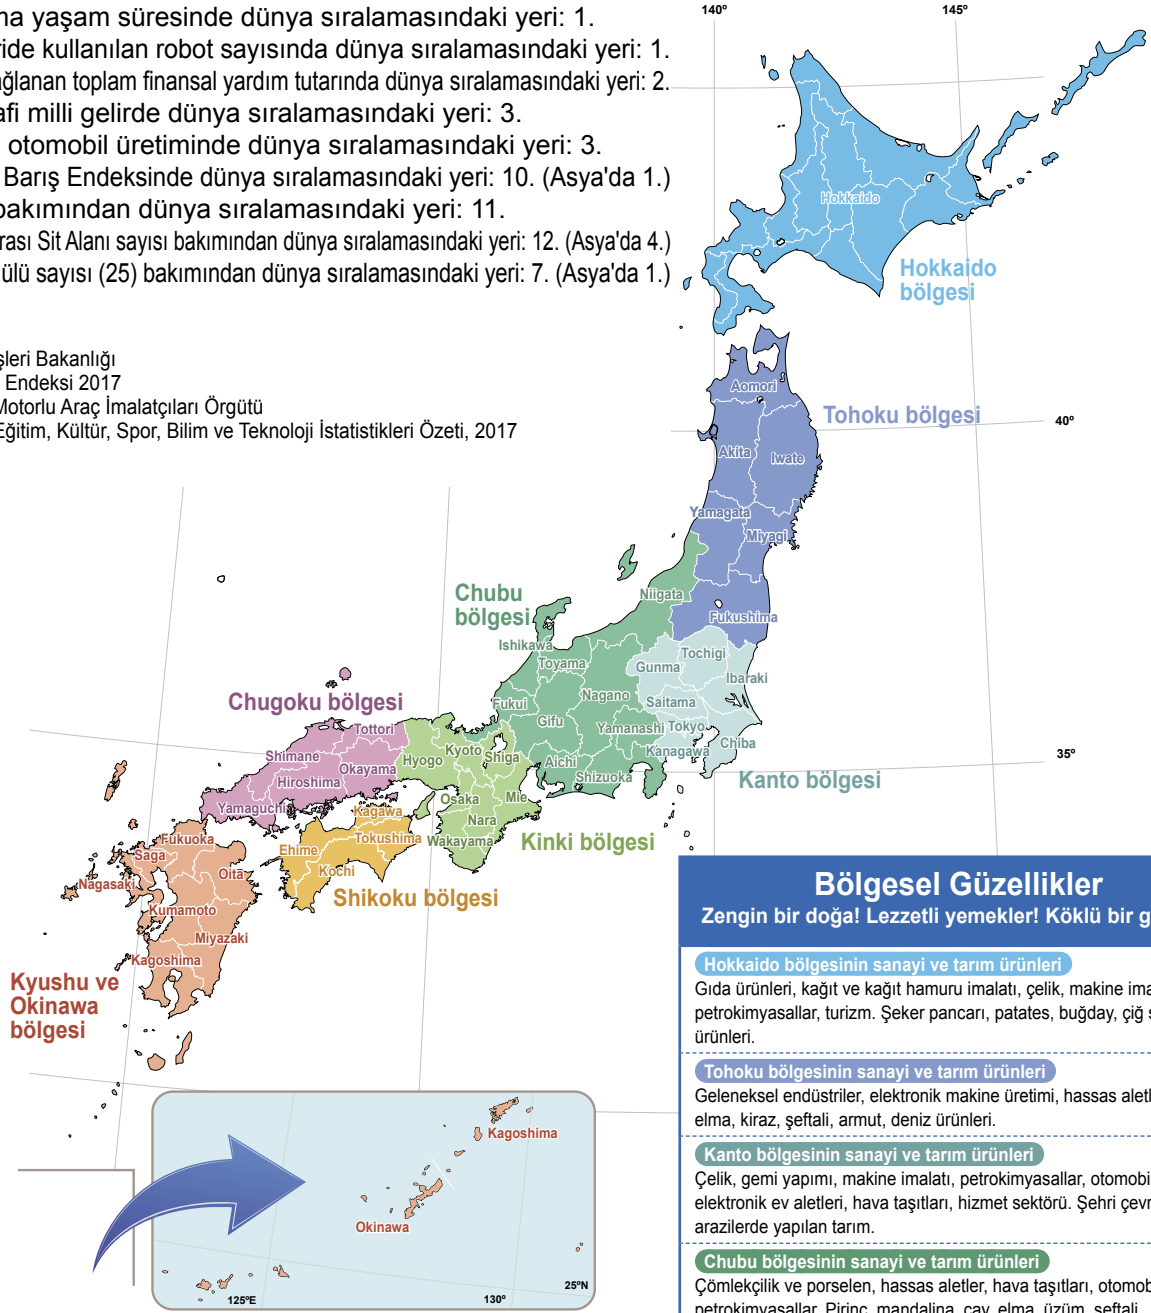 yaşam süresinde dünya sıralamasındaki yeri: 1.
kullanılan robot sayısında dünya sıralamasındaki yeri: 1.
toplam finansal yardım tutarında dünya sıralamasındaki yeri: 2.
milli gelirde dünya sıralamasındaki yeri: 3.
otomobil üretiminde dünya sıralamasındaki yeri: 3.
Barış Endeksinde dünya sıralamasındaki yeri: 10. (Asya'da 1.)
bakımından dünya sıralamasındaki yeri: 11.
Sit Alanı sayısı bakımından dünya sıralamasındaki yeri: 12. (Asya'da 4.)
sayısı (25) bakımından dünya sıralamasındaki yeri: 7. (Asya'da 1.)
Bakanlığı
Endeksi 2017
Motorlu Araç İmalatçıları Örgütü
Eğitim, Kültür, Spor, Bilim ve Teknoloji İstatistikleri Özeti, 2017
140°
145°
Hokkaido
Hokkaido
bölgesi
Aomori
Tohoku bölgesi
40°
Akita
Iwate
Yamagata
Miyagi
Fukushima
Chubu
bölgesi
Niigata
Ishikawa
Toyama
Gunma
Tochigi
Ibaraki
Nagano
Saitama
Fukui
Gifu
Yamanashi
Tokyo
Kanagawa
Chiba
Aichi
Shizuoka
35°
Kanto bölgesi
Chugoku bölgesi
Tottori
Shimane
Okayama
Hiroshima
Yamaguchi
Hyogo
Kyoto
Shiga
Osaka
Mie
Nara
Wakayama
Kinki bölgesi
Kagawa
Tokushima
Ehime
Kochi
Shikoku bölgesi
Fukuoka
Saga
Oita
Nagasaki
Kumamoto
Miyazaki
Kagoshima
Kyushu ve
Okinawa
bölgesi
Kagoshima
Okinawa
125°E
130°
25°N
Bölgesel Güzellikler
Zengin bir doğa! Lezzetli yemekler! Köklü bir g
Hokkaido bölgesinin sanayi ve tarım ürünleri
Gıda ürünleri, kağıt ve kağıt hamuru imalatı, çelik, makine ima
petrokimyasallar, turizm. Şeker pancarı, patates, buğday, çiğ s
ürünleri.
Tohoku bölgesinin sanayi ve tarım ürünleri
Geleneksel endüstriler, elektronik makine üretimi, hassas aletl
elma, kiraz, şeftali, armut, deniz ürünleri.
Kanto bölgesinin sanayi ve tarım ürünleri
Çelik, gemi yapımı, makine imalatı, petrokimyasallar, otomobi
elektronik ev aletleri, hava taşıtları, hizmet sektörü. Şehri çevr
arazilerde yapılan tarım.
Chubu bölgesinin sanayi ve tarım ürünleri
Çömlekçilik ve porselen, hassas aletler, hava taşıtları, otomob
petrokimyasallar. Pirinç, mandalina, çay, elma, üzüm, şeftali,